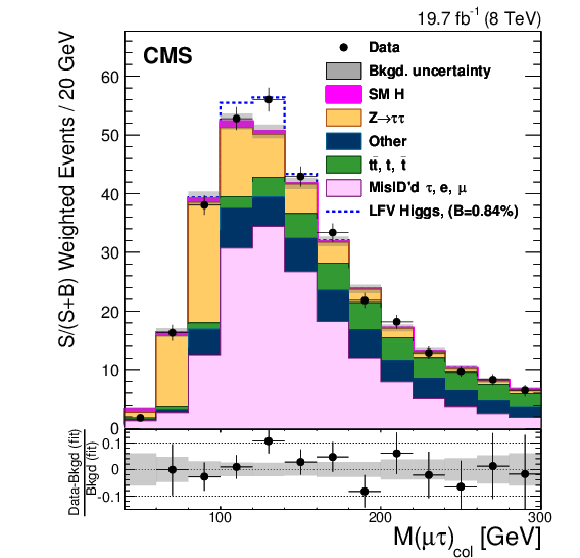 19.7 fb⁻¹ (8 TeV)
CMS
Data
Bkgd. uncertainty
SM H
Z→ττ
Other
tt̄, t, t̄
MisID'd τ, e, μ
LFV Higgs, (B=0.84%)
S/(S+B) Weighted Events / 20 GeV
60
50
40
30
20
10
0
Data-Bkgd (fit)
Bkgd (fit)
0.1
0
-0.1
100
200
300
M(μτ)col [GeV]